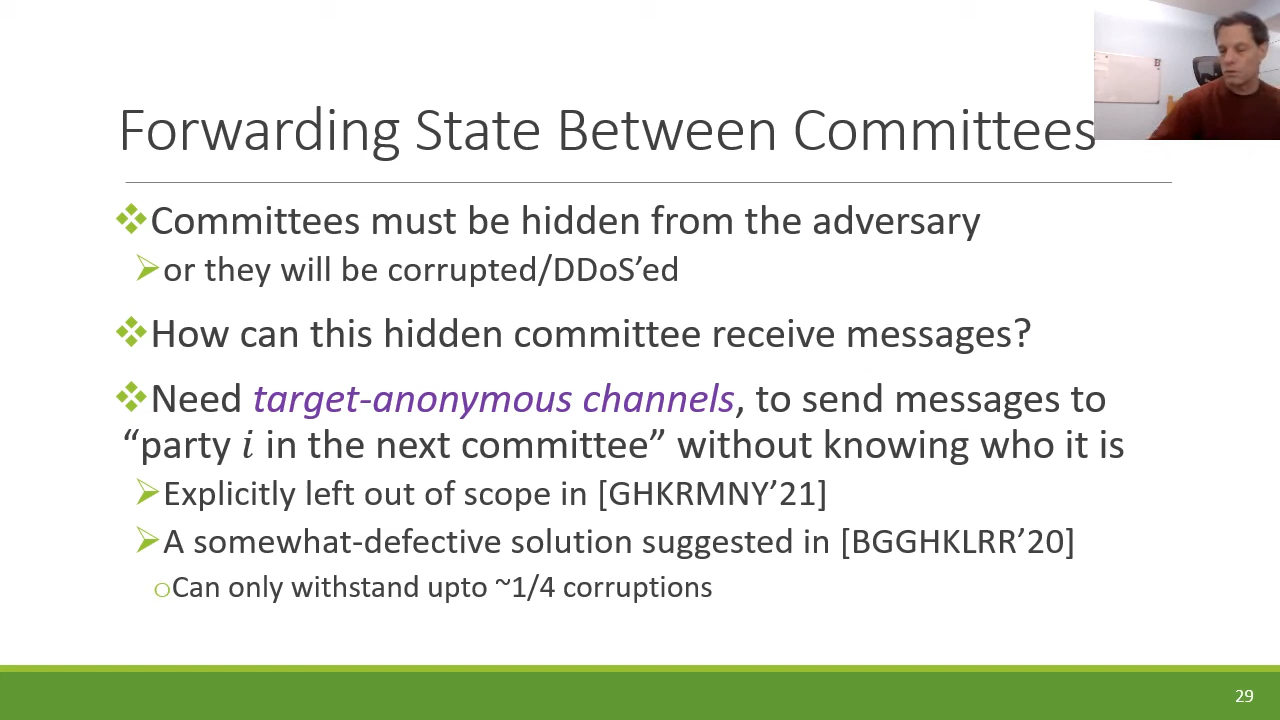 Forwarding State Between Committees
Committees must be hidden from the adversary
or they will be corrupted/DDoS’ed
How can this hidden committee receive messages?
Need target-anonymous channels, to send messages to
“party i in the next committee” without knowing who it is
Explicitly left out of scope in [GHKRMNY’21]
A somewhat-defective solution suggested in [BGGHKLRR’20]
Can only withstand upto ~1/4 corruptions
29